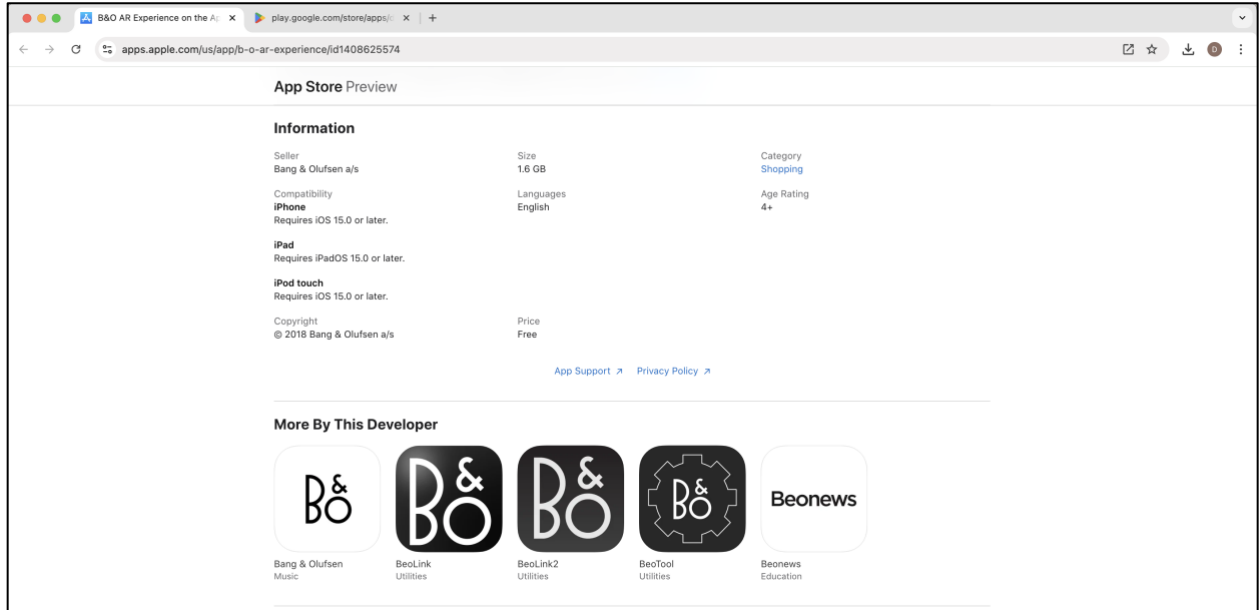 B&O AR Experience on the Ap
play.google.com/store/apps/
apps.apple.com/us/app/b-o-ar-experience/id1408625574
D
App Store Preview
Information
Seller
Bang & Olufsen a/s
Size
1.6 GB
Category
Shopping
Compatibility
iPhone
Requires iOS 15.0 or later.
iPad
Requires iPadOS 15.0 or later.
iPod touch
Requires iOS 15.0 or later.
Languages
English
Age Rating
4+
Copyright
© 2018 Bang & Olufsen a/s
Price
Free
App Support
Privacy Policy
More By This Developer
B&O
B&O
B&O
B&O
Beonews
Bang & Olufsen
Music
BeoLink
Utilities
BeoLink2
Utilities
BeoTool
Utilities
Beonews
Education